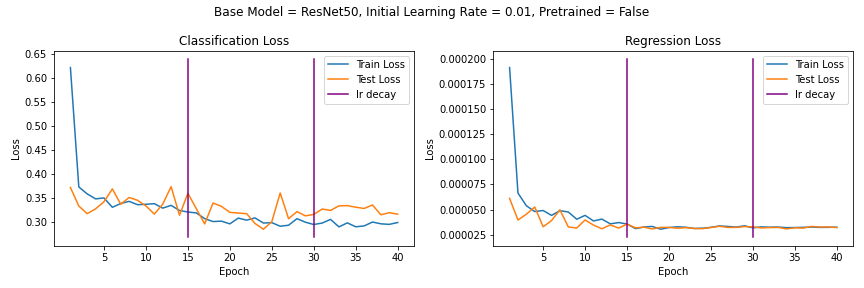 Base Model = ResNet50, Initial Learning Rate = 0.01, Pretrained = False
Classification Loss
Loss
0.65
0.60
0.55
0.50
0.45
0.40
0.35
0.30
Train Loss
Test Loss
lr decay
5
10
15
20
25
30
35
40
Epoch
Regression Loss
Loss
0.000200
0.000175
0.000150
0.000125
0.000100
0.000075
0.000050
0.000025
Train Loss
Test Loss
lr decay
5
10
15
20
25
30
35
40
Epoch